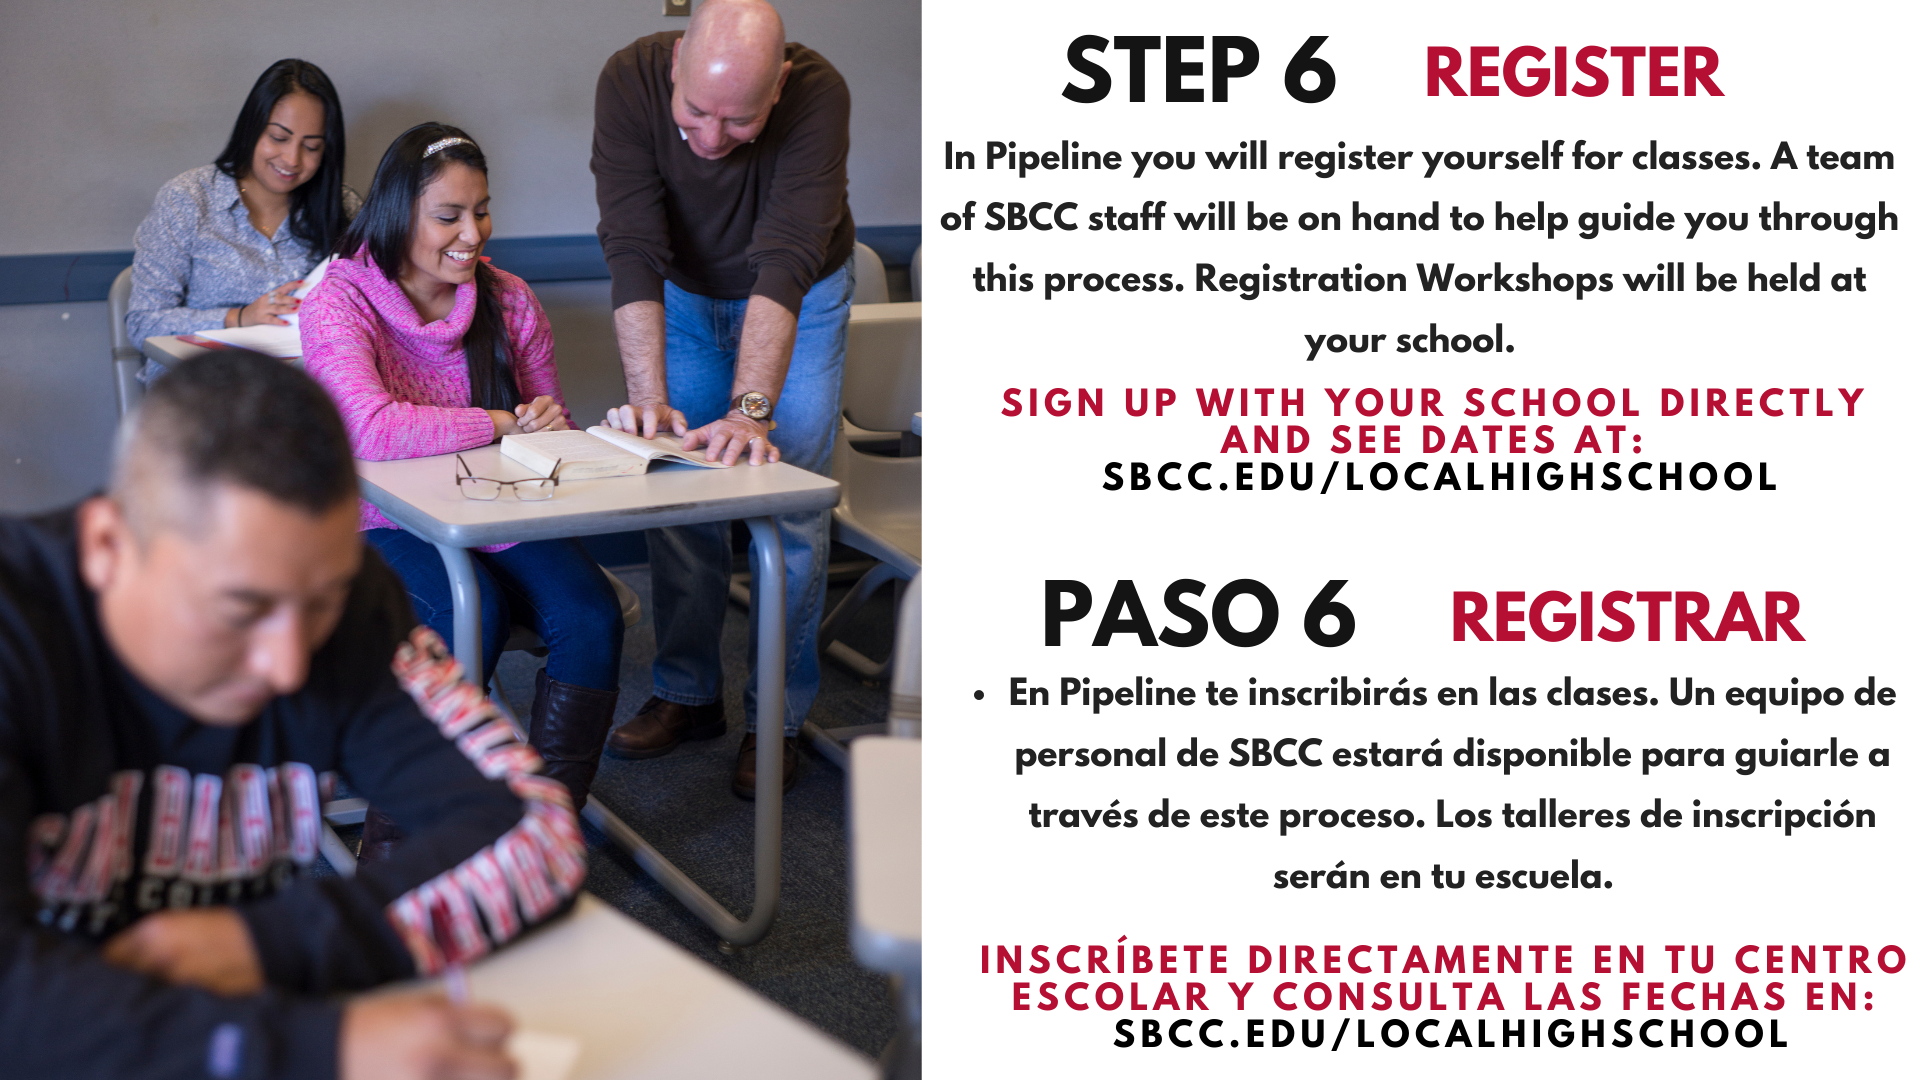 STEP 6 REGISTER
In Pipeline you will register yourself for classes. A team
of SBCC staff will be on hand to help guide you through
this process. Registration Workshops will be held at
your school.
SIGN UP WITH YOUR SCHOOL DIRECTLY
AND SEE DATES AT:
SBCC.EDU/LOCALHIGHSCHOOL
PASO 6 REGISTRAR
• En Pipeline te inscribirás en las clases. Un equipo de
personal de SBCC estará disponible para guiarle a
través de este proceso. Los talleres de inscripción
serán en tu escuela.
INSCRÍBETE DIRECTAMENTE EN TU CENTRO
ESCOLAR Y CONSULTA LAS FECHAS EN:
SBCC.EDU/LOCALHIGHSCHOOL